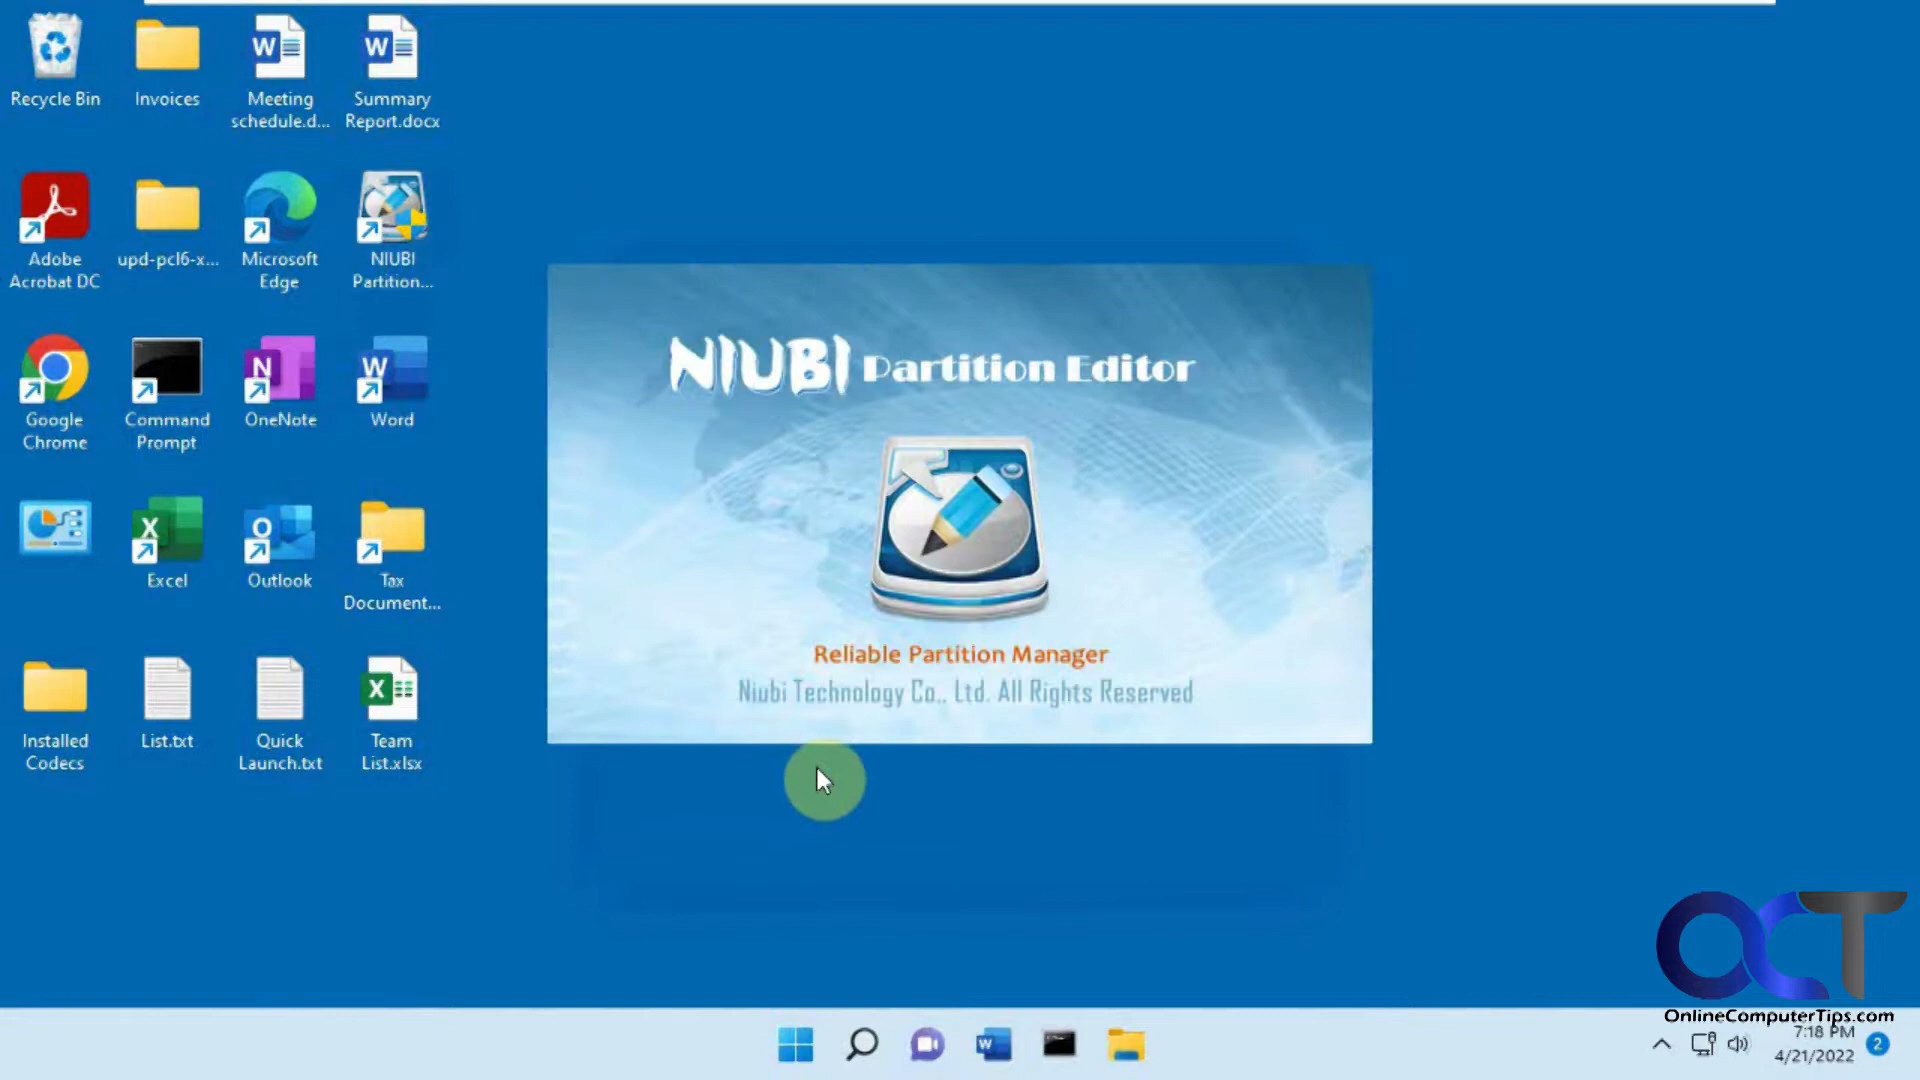 Recycle Bin
Invoices
Meeting
schedule.d...
Summary
Report.docx
Adobe
Acrobat DC
upd-pcl6-x...
Microsoft
Edge
NIUBI
Partition...
Google
Chrome
Command
Prompt
OneNote
Word
Excel
Outlook
Tax
Document...
Installed
Codecs
List.txt
Quick
Launch.txt
Team
List.xlsx
NIUBI Partition Editor
Reliable Partition Manager
Niubi Technology Co., Ltd. All Rights Reserved
OCT
OnlineComputerTips.com
7:18 PM
4/21/2022
2